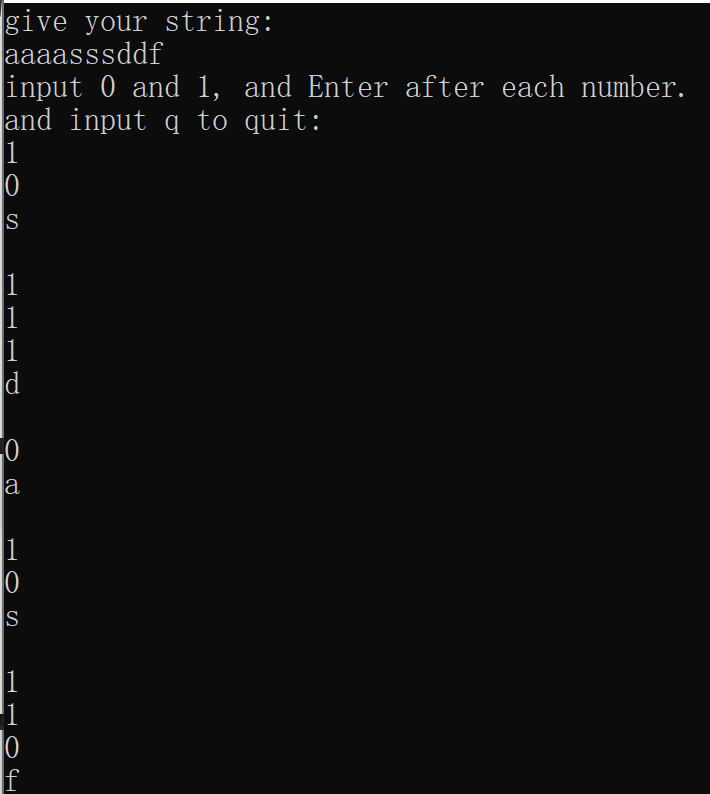 give your string:
aaaasssddf
input 0 and 1, and Enter after each number.
and input q to quit:
1
0
s
1
1
1
d
0
a
1
0
s
1
1
0
f